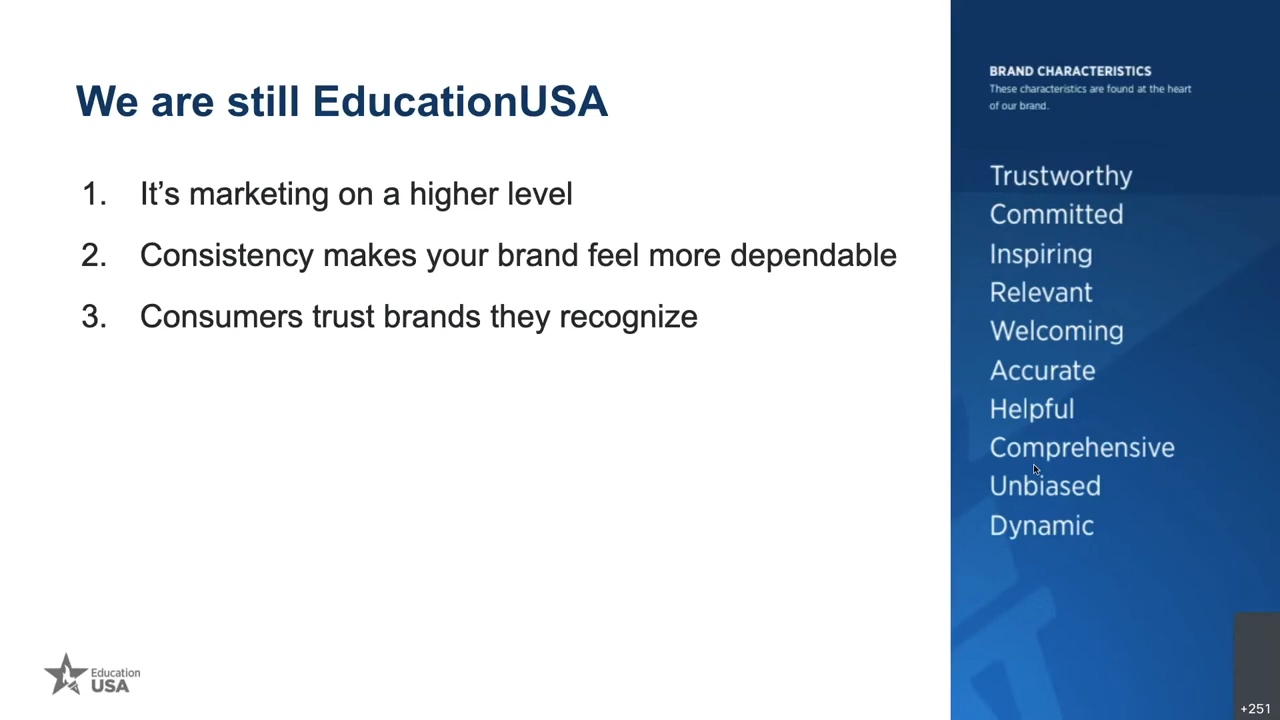 We are still EducationUSA
1. It’s marketing on a higher level
2. Consistency makes your brand feel more dependable
3. Consumers trust brands they recognize
Education
USA
BRAND CHARACTERISTICS
These characteristics are found at the heart
of our brand.
Trustworthy
Committed
Inspiring
Relevant
Welcoming
Accurate
Helpful
Comprehensive
Unbiased
Dynamic
+251